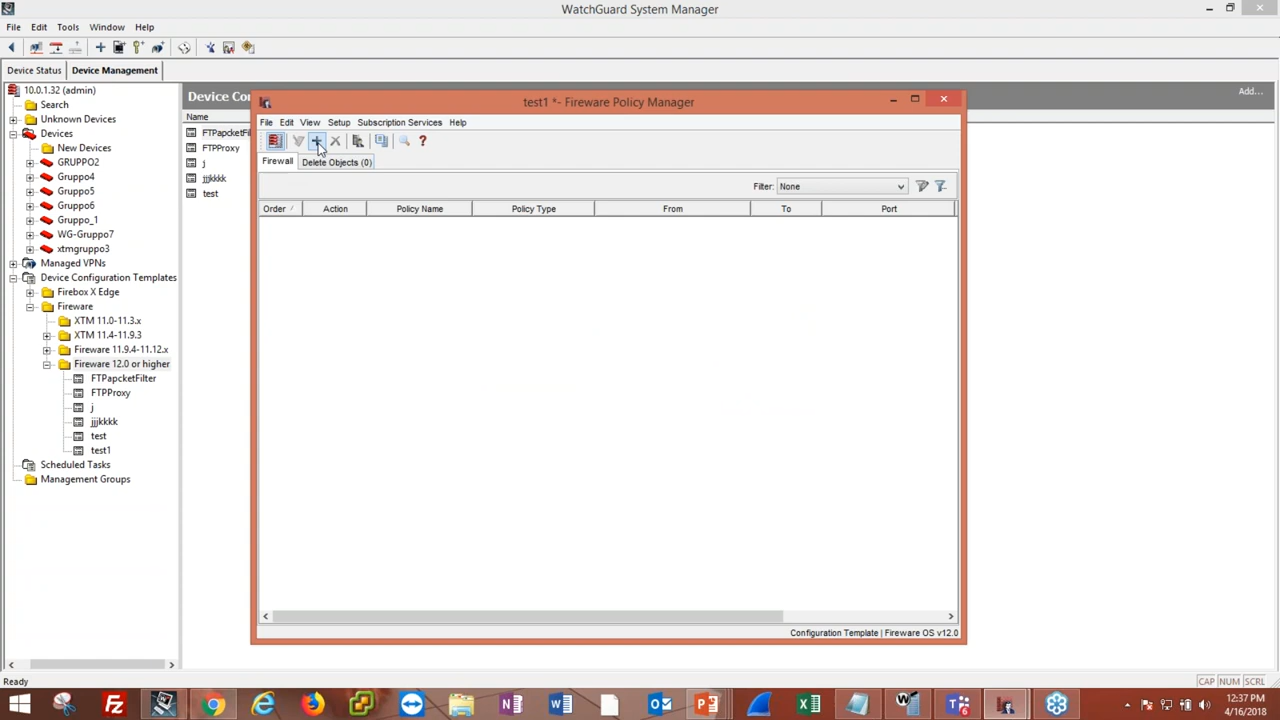 WatchGuard System Manager
File Edit Tools Window Help
Device Status Device Management
10.0.1.32 (admin)
Search
Unknown Devices
Devices
New Devices
GRUPPO2
Gruppo4
Gruppo5
Gruppo6
Gruppo_1
WG-Gruppo7
xtmgruppo3
Managed VPNs
Device Configuration Templates
Firebox X Edge
Fireware
XTM 11.0-11.3.x
XTM 11.4-11.9.3
Fireware 11.9.4-11.12.x
Fireware 12.0 or higher
FTPapcketFilter
FTPProxy
j
jjjkkkk
test
test1
Scheduled Tasks
Management Groups
Device Con
Add...
Name
FTPapcketFil
FTPProxy
j
jjjkkkk
test
test1 *- Fireware Policy Manager
File Edit View Setup Subscription Services Help
Firewall Delete Objects (0)
Filter: None
Order Action Policy Name Policy Type From To Port
Configuration Template | Fireware OS v12.0
Ready
CAP NUM SCRL
12:37 PM
4/16/2018